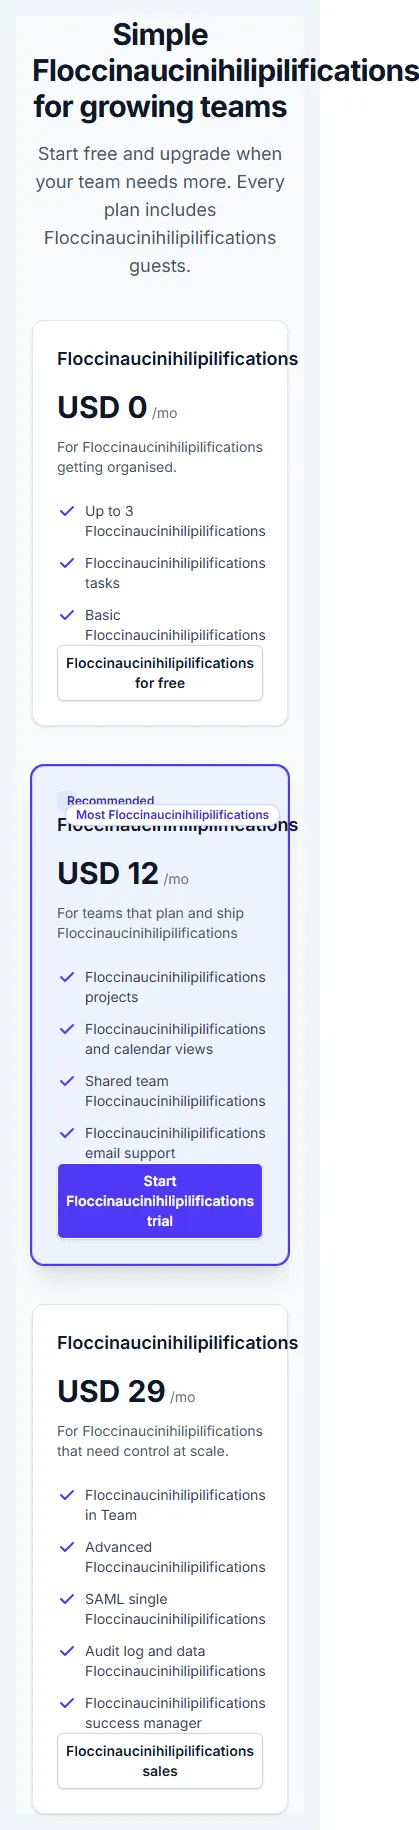 Simple
Floccinaucinihilipilifications
for growing teams
Start free and upgrade when
your team needs more. Every
plan includes
Floccinaucinihilipilifications
guests.
Floccinaucinihilipilifications
USD 0 /mo
For Floccinaucinihilipilifications
getting organised.
Up to 3
Floccinaucinihilipilifications
Floccinaucinihilipilifications
tasks
Basic
Floccinaucinihilipilifications
Floccinaucinihilipilifications
for free
Recommended
Most Floccinaucinihilipilifications
Floccinaucinihilipilifications
USD 12 /mo
For teams that plan and ship
Floccinaucinihilipilifications
Floccinaucinihilipilifications
projects
Floccinaucinihilipilifications
and calendar views
Shared team
Floccinaucinihilipilifications
Floccinaucinihilipilifications
email support
Start
Floccinaucinihilipilifications
trial
Floccinaucinihilipilifications
USD 29 /mo
For Floccinaucinihilipilifications
that need control at scale.
Floccinaucinihilipilifications
in Team
Advanced
Floccinaucinihilipilifications
SAML single
Floccinaucinihilipilifications
Audit log and data
Floccinaucinihilipilifications
Floccinaucinihilipilifications
success manager
Floccinaucinihilipilifications
sales